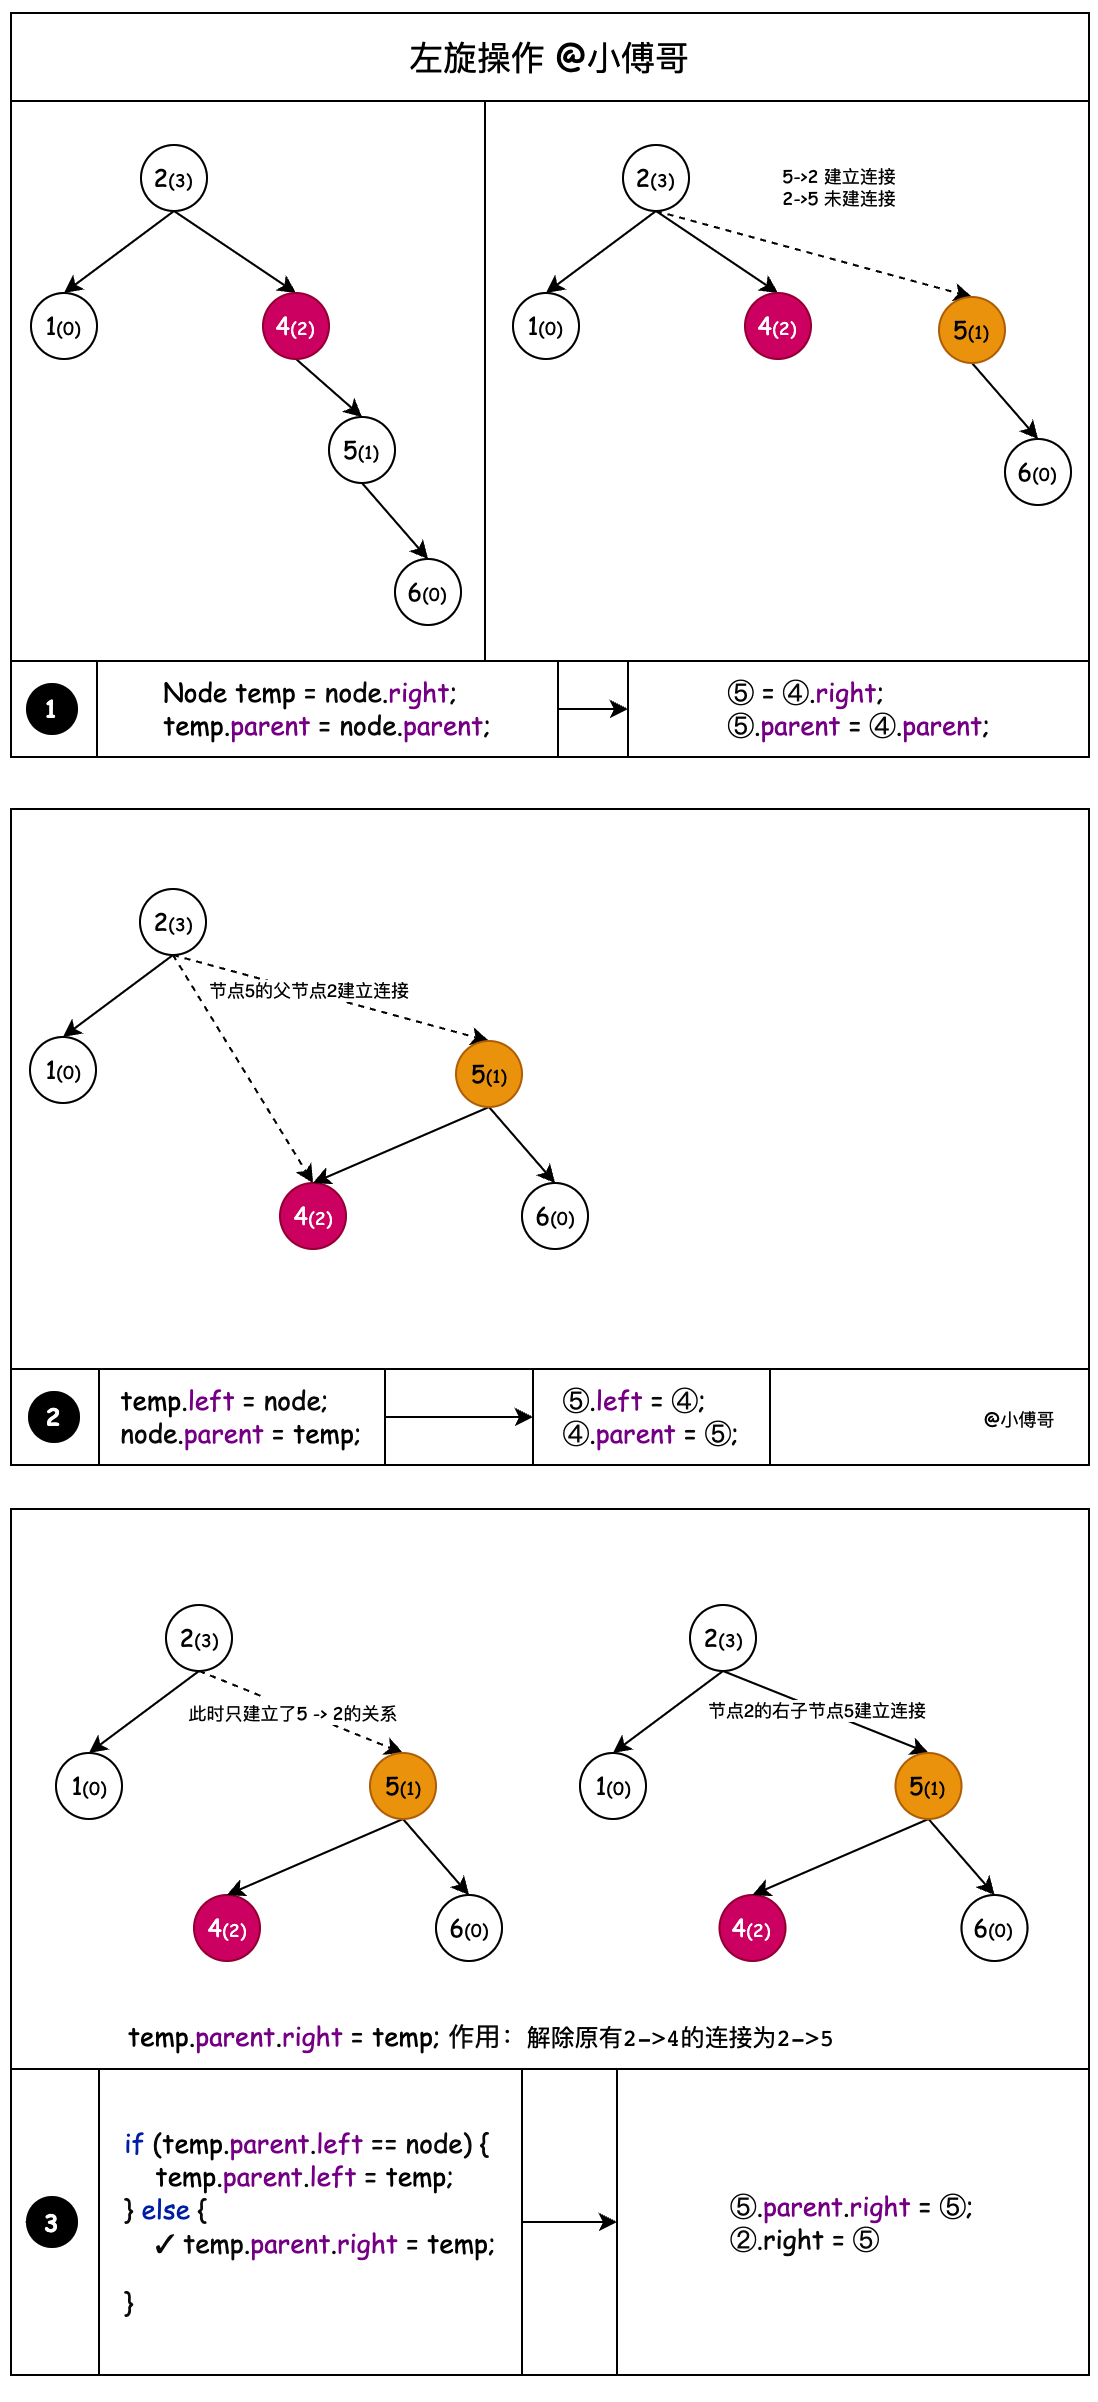 左旋操作 @小傅哥
2(3)
1(0)
4(2)
5(1)
6(0)
2(3)
5->2 建立连接
2->5 未建连接
1(0)
4(2)
5(1)
6(0)
1
Node temp = node.right;
temp.parent = node.parent;
⑤ = ④.right;
⑤.parent = ④.parent;
2(3)
节点5的父节点2建立连接
1(0)
5(1)
4(2)
6(0)
2
temp.left = node;
node.parent = temp;
⑤.left = ④;
④.parent = ⑤;
@小傅哥
2(3)
此时只建立了5 -> 2的关系
1(0)
5(1)
4(2)
6(0)
2(3)
节点2的右子节点5建立连接
1(0)
5(1)
4(2)
6(0)
temp.parent.right = temp; 作用：解除原有2->4的连接为2->5
3
if (temp.parent.left == node) {
temp.parent.left = temp;
} else {
✓ temp.parent.right = temp;
}
⑤.parent.right = ⑤;
②.right = ⑤